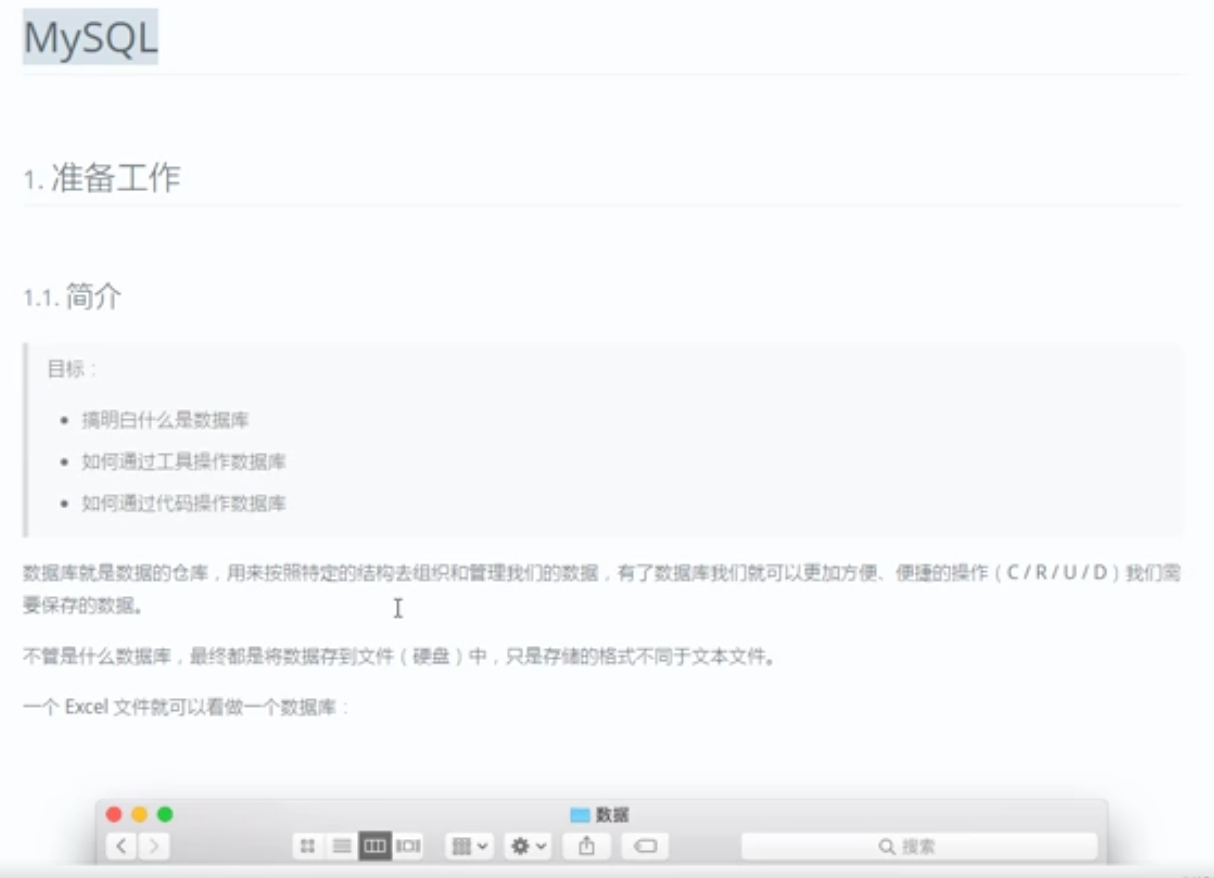 MySQL
1. 准备工作
1.1. 简介
目标：
• 搞明白什么是数据库
• 如何通过工具操作数据库
• 如何通过代码操作数据库
数据库就是数据的仓库，用来按照特定的结构去组织和管理我们的数据，有了数据库我们就可以更加方便、便捷的操作（C / R / U / D）我们需
要保存的数据。
不管是什么数据库，最终都是将数据存到文件（硬盘）中，只是存储的格式不同于文本文件。
一个 Excel 文件就可以看做一个数据库：
数据
搜索